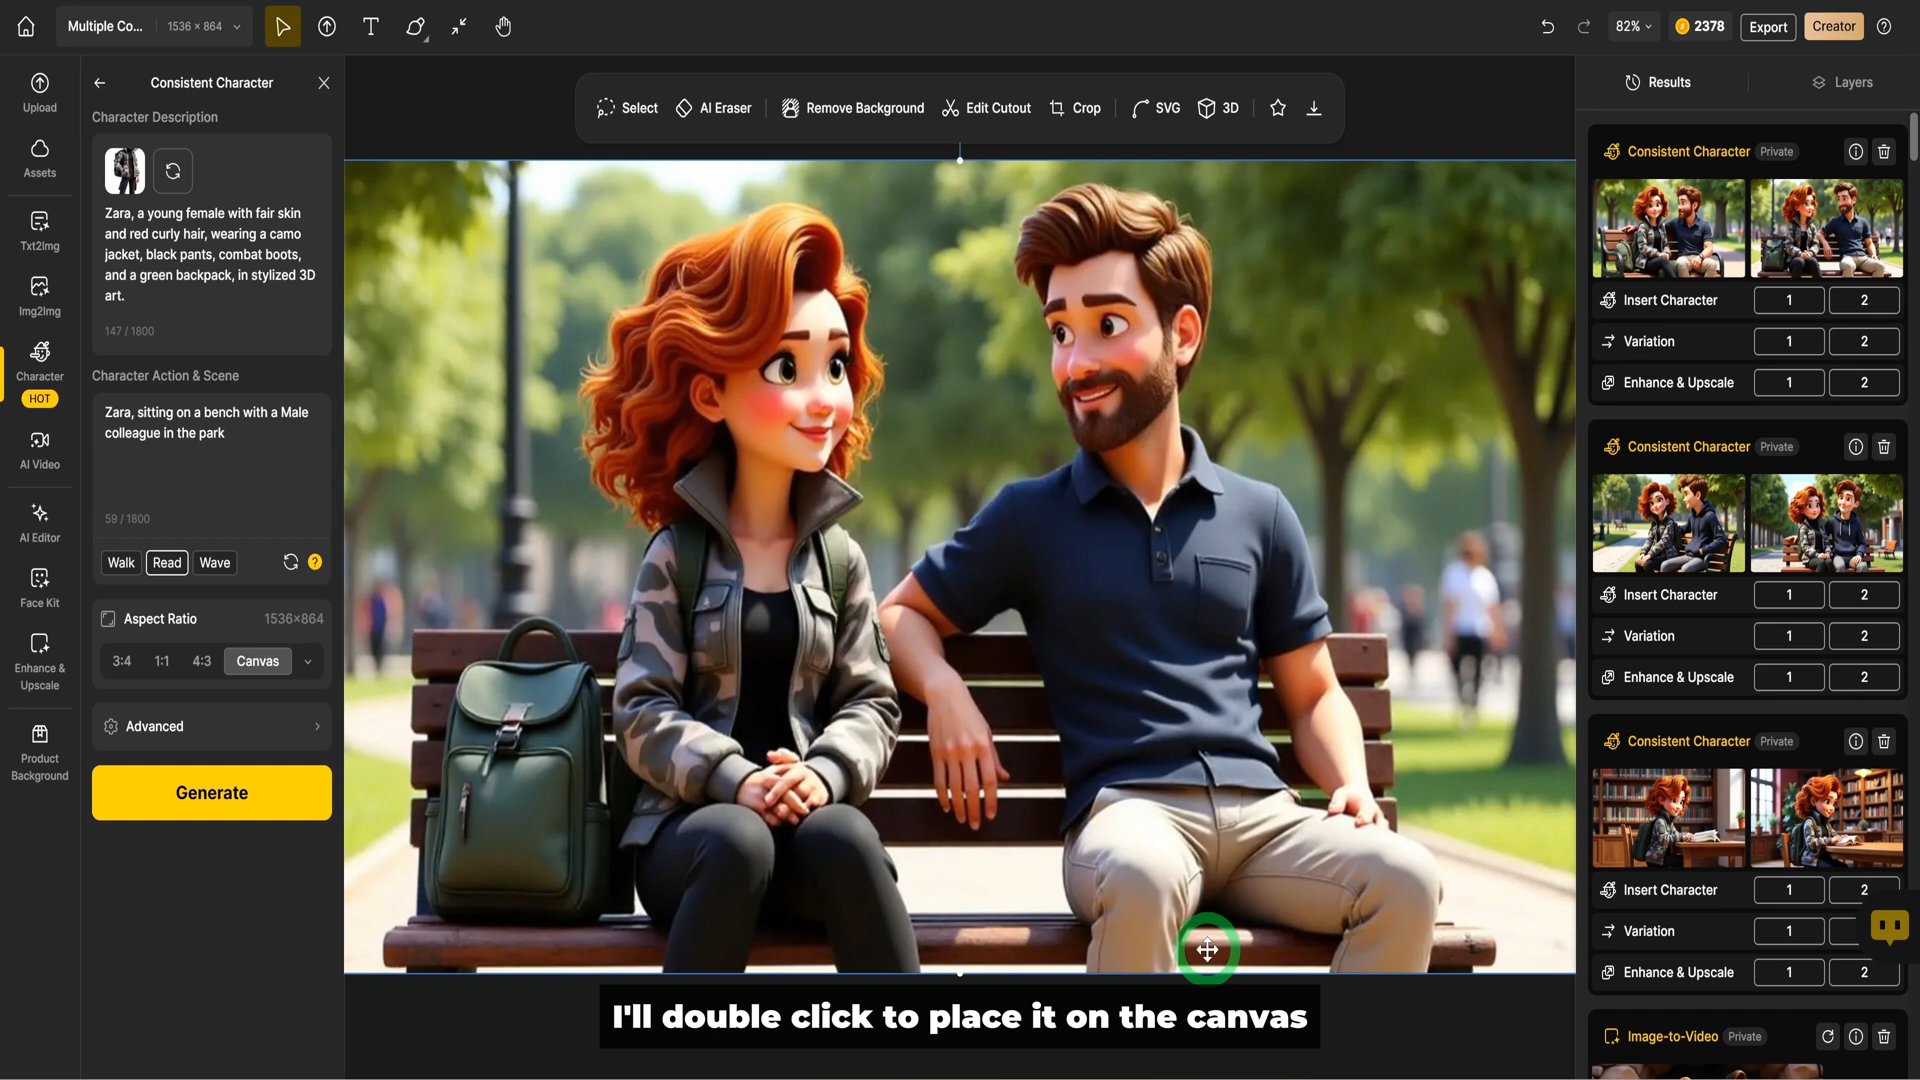 Multiple Co...
1536 × 864
82%
2378
Export
Creator
Upload
Assets
Txt2Img
Img2Img
Character
HOT
AI Video
AI Editor
Face Kit
Enhance &
Upscale
Product
Background
Consistent Character
Character Description
Zara, a young female with fair skin
and red curly hair, wearing a camo
jacket, black pants, combat boots,
and a green backpack, in stylized 3D
art.
147 / 1800
Character Action & Scene
Zara, sitting on a bench with a Male
colleague in the park
59 / 1800
Walk Read Wave ?
Aspect Ratio 1536×864
3:4 1:1 4:3 Canvas
Advanced
Generate
Select AI Eraser Remove Background Edit Cutout Crop SVG 3D
I'll double click to place it on the canvas
Results Layers
Consistent Character Private
Insert Character 1 2
Variation 1 2
Enhance & Upscale 1 2
Consistent Character Private
Insert Character 1 2
Variation 1 2
Enhance & Upscale 1 2
Consistent Character Private
Insert Character 1 2
Variation 1
Enhance & Upscale 1 2
Image-to-Video Private